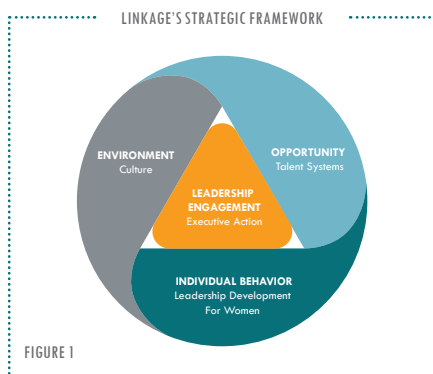 LINKAGE'S STRATEGIC FRAMEWORK
ENVIRONMENT
Culture
OPPORTUNITY
Talent Systems
LEADERSHIP
ENGAGEMENT
Executive Action
INDIVIDUAL BEHAVIOR
Leadership Development
For Women
FIGURE 1